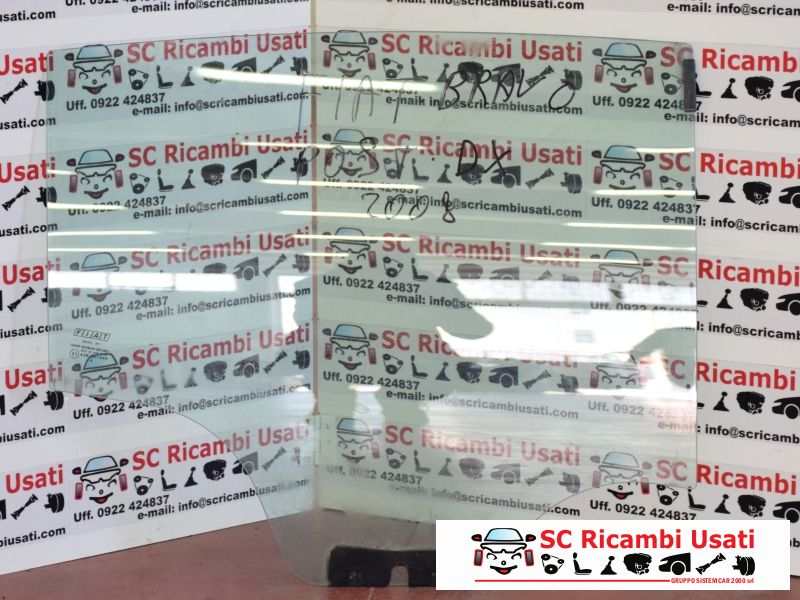 SC Ricambi Usati
Uff. 0922 424837
e-mail: info@scricambiusati.com
FIAT BRAVO
POST. DX
2008
FIAT
SC Ricambi Usati
GRUPPO SISTEMCAR 2000 srl